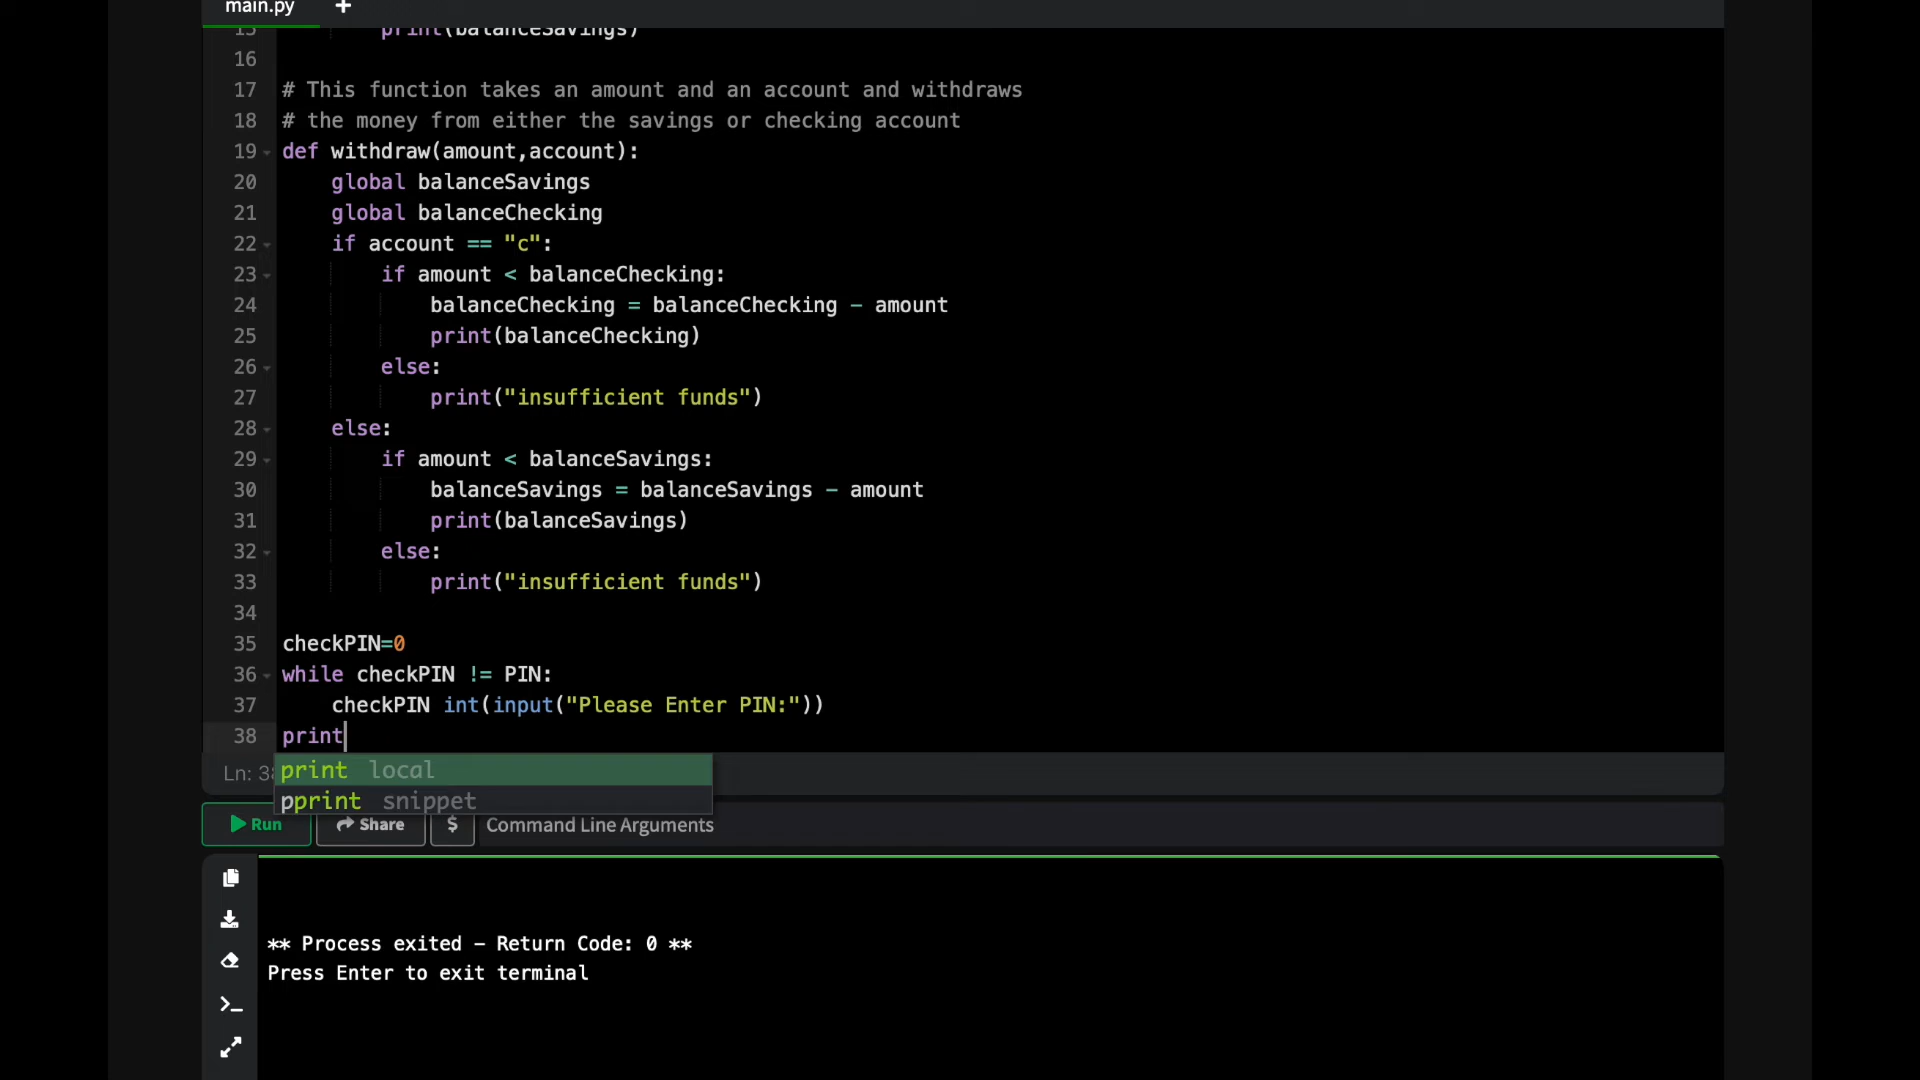 main.py +
15 print(balanceSavings)
16
17 # This function takes an amount and an account and withdraws
18 # the money from either the savings or checking account
19 def withdraw(amount,account):
20 global balanceSavings
21 global balanceChecking
22 if account == "c":
23 if amount < balanceChecking:
24 balanceChecking = balanceChecking - amount
25 print(balanceChecking)
26 else:
27 print("insufficient funds")
28 else:
29 if amount < balanceSavings:
30 balanceSavings = balanceSavings - amount
31 print(balanceSavings)
32 else:
33 print("insufficient funds")
34
35 checkPIN=0
36 while checkPIN != PIN:
37 checkPIN int(input("Please Enter PIN:"))
38 print
Ln: 38
print local
pprint snippet
Run Share $ Command Line Arguments
** Process exited - Return Code: 0 **
Press Enter to exit terminal